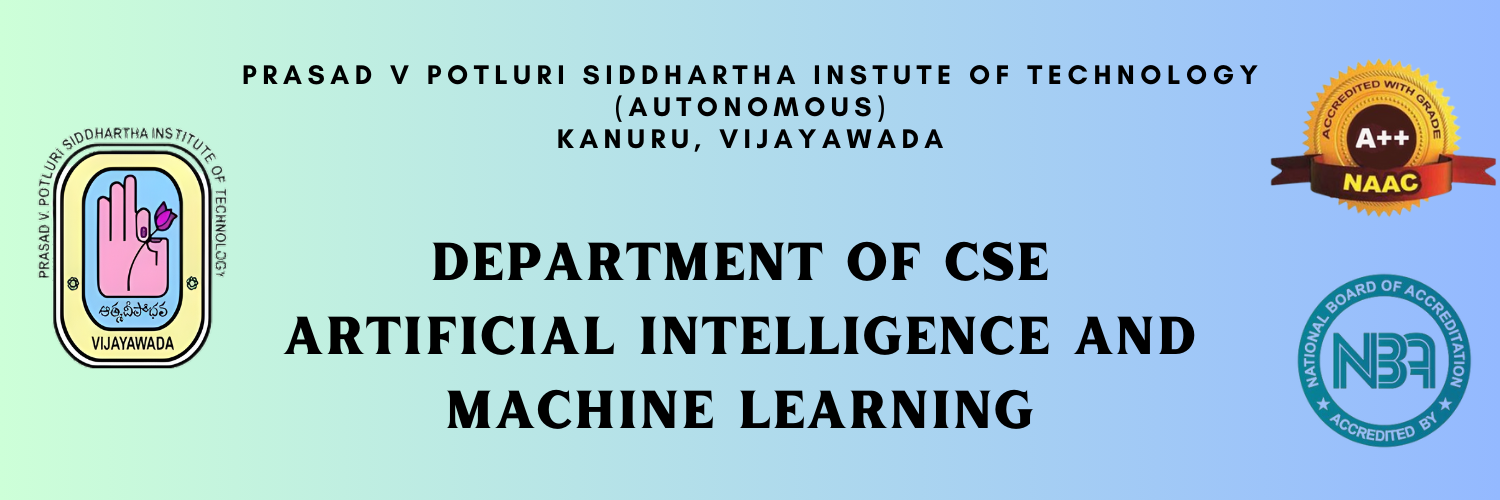 PRASAD V POTLURI SIDDHARTHA INSTUTE OF TECHNOLOGY
(AUTONOMOUS)
KANURU, VIJAYAWADA
PRASAD V. POTLURI SIDDHARTHA INSTITUTE OF TECHNOLOGY
ఆత్మదీపోభవ
VIJAYAWADA
DEPARTMENT OF CSE
ARTIFICIAL INTELLIGENCE AND
MACHINE LEARNING
ACCREDITED WITH GRADE
A++
NAAC
NATIONAL BOARD OF ACCREDITATION
NBA
ACCREDITED BY